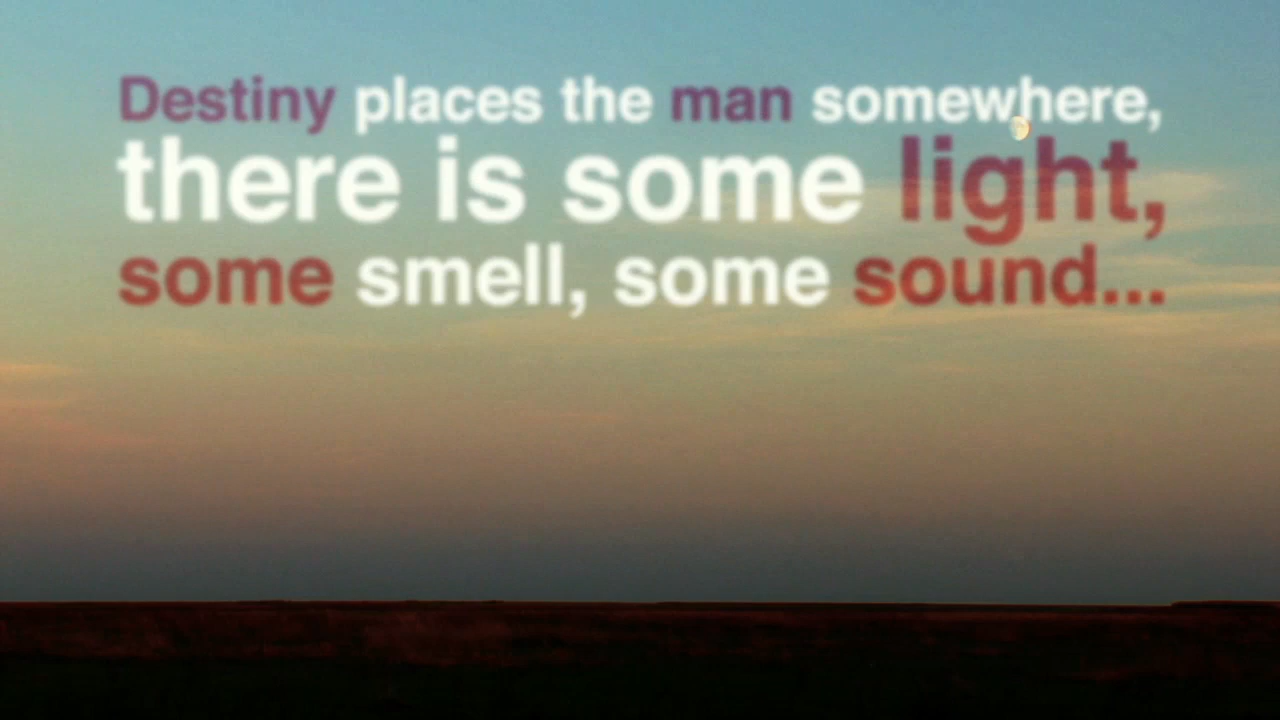 Destiny places the man somewhere,
there is some light,
some smell, some sound...